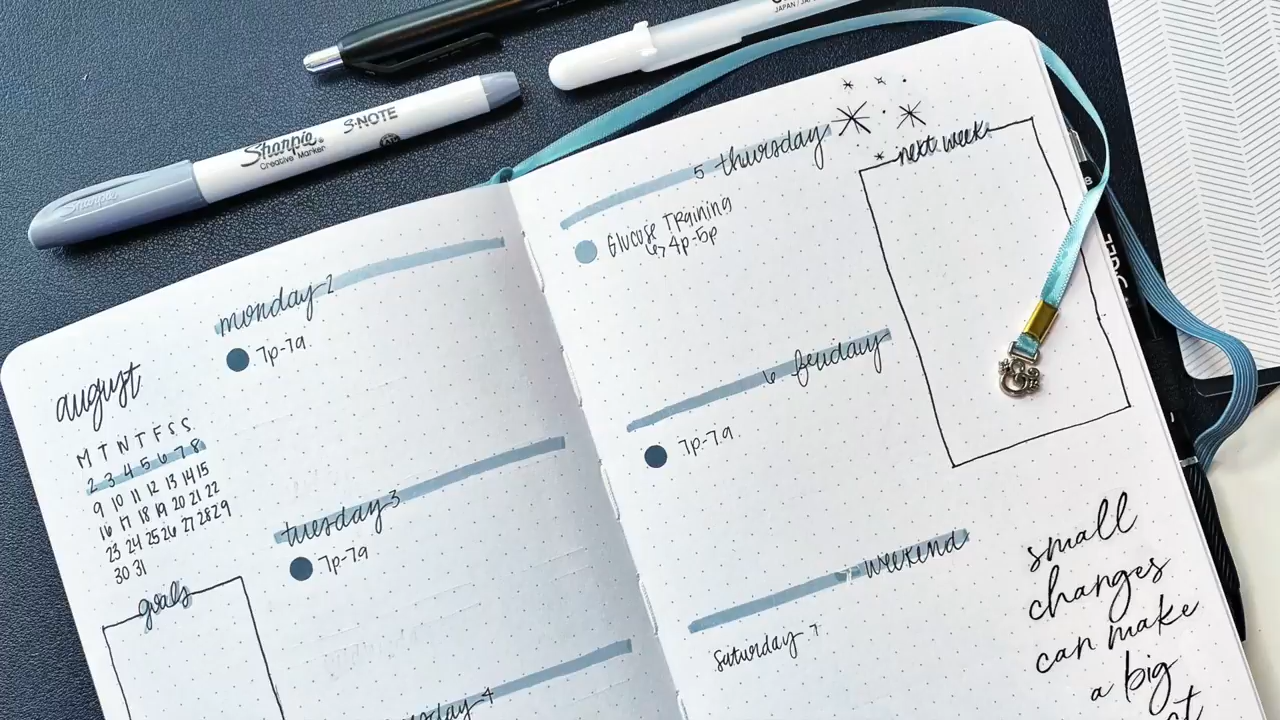 Sharpie
S·NOTE
Creative Marker
Sharpie
JAPAN
august
M T N T F S S
2 3 4 5 6 7 8
9 10 11 12 13 14 15
16 17 18 19 20 21 22
23 24 25 26 27 28 29
30 31
goals
monday 2
7p-7a
tuesday 3
7p-7a
4
5 thursday
Glucose Training
↳ 4p-5p
6 friday
7p-7a
weekend
Saturday 7
next week
small
changes
can make
a big